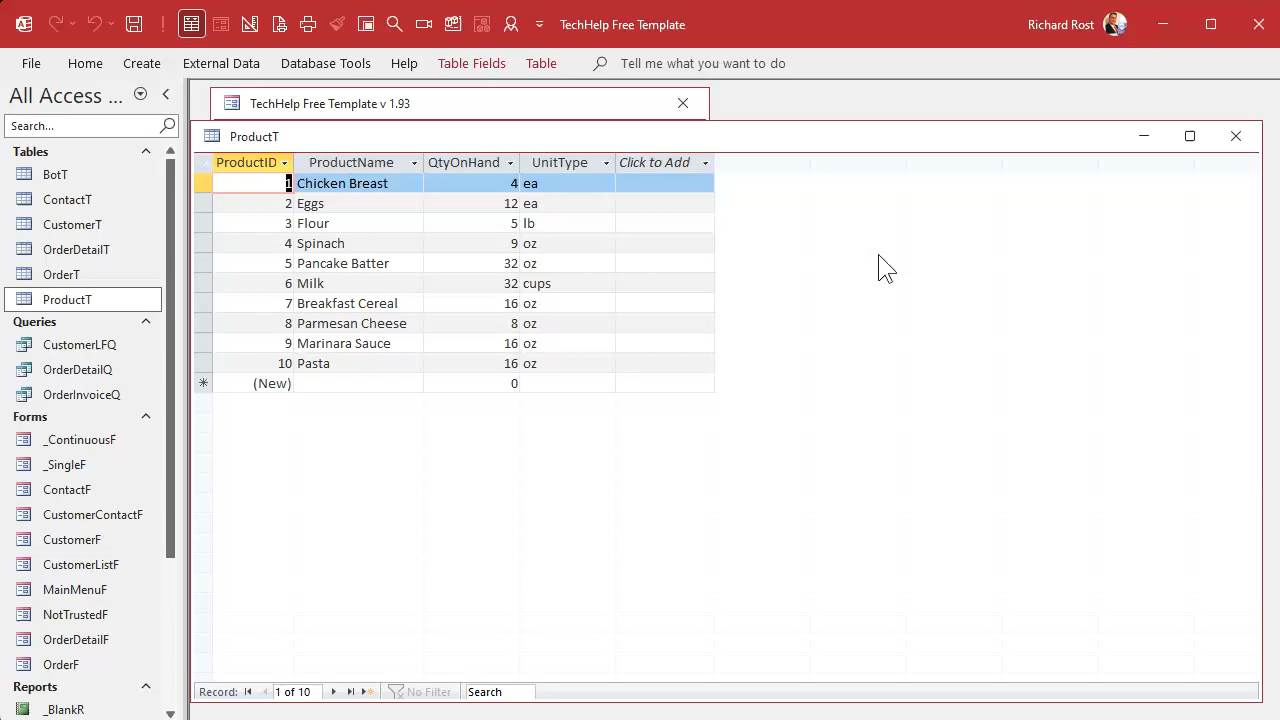 TechHelp Free Template
Richard Rost
File Home Create External Data Database Tools Help Table Fields Table Tell me what you want to do
All Access ...
Search...
Tables
BotT
ContactT
CustomerT
OrderDetailT
OrderT
ProductT
Queries
CustomerLFQ
OrderDetailQ
OrderInvoiceQ
Forms
_ContinuousF
_SingleF
ContactF
CustomerContactF
CustomerF
CustomerListF
MainMenuF
NotTrustedF
OrderDetailF
OrderF
Reports
_BlankR
TechHelp Free Template v 1.93
ProductT
ProductID ProductName QtyOnHand UnitType Click to Add
1 Chicken Breast 4 ea
2 Eggs 12 ea
3 Flour 5 lb
4 Spinach 9 oz
5 Pancake Batter 32 oz
6 Milk 32 cups
7 Breakfast Cereal 16 oz
8 Parmesan Cheese 8 oz
9 Marinara Sauce 16 oz
10 Pasta 16 oz
* (New) 0
Record: 1 of 10 No Filter Search